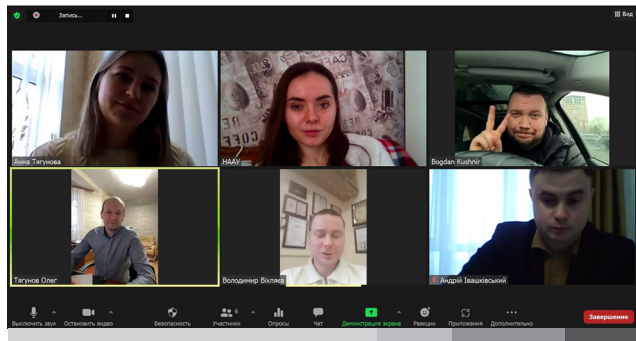 Запись...
Вид
Анна Тягунова
НААУ
Bogdan Kushnir
Тягунов Олег
Володимир Віхляєв
Андрій Івашківський
6
Выключить звук
Остановить видео
Безопасность
Участники
Опросы
Чат
Демонстрация экрана
Реакции
Приложения
Дополнительно
Завершение